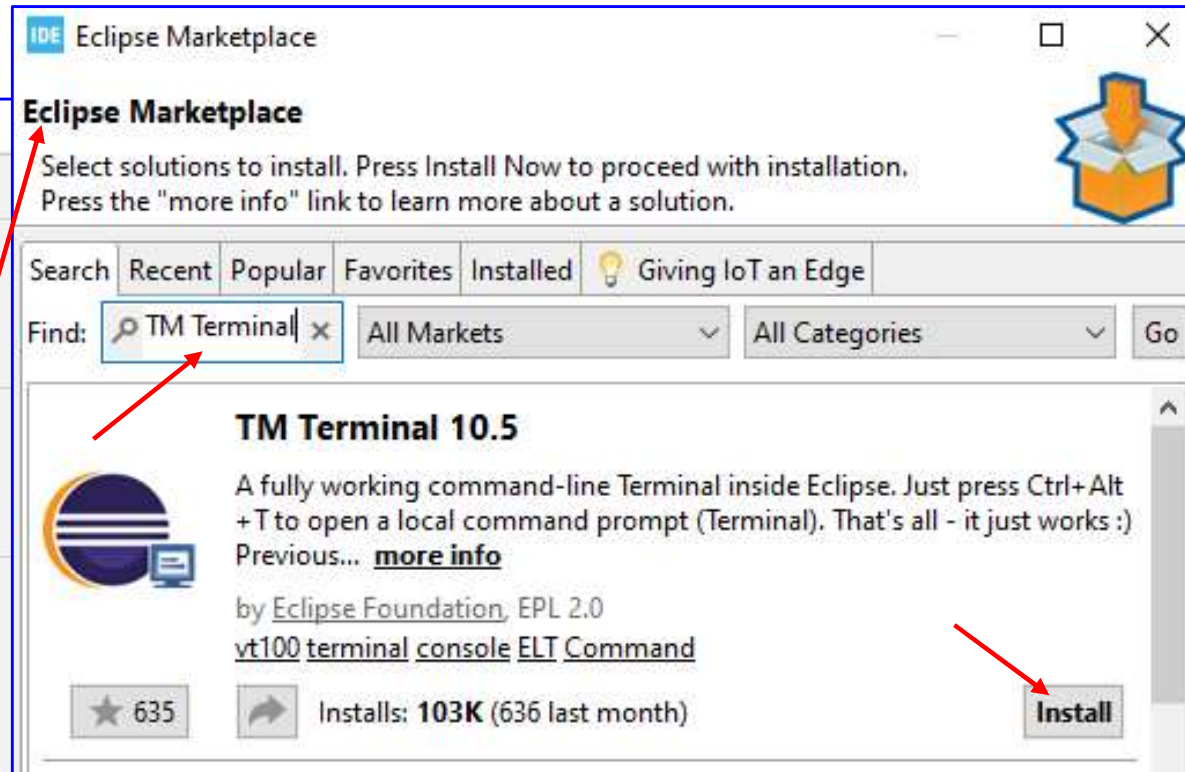 IDE Eclipse Marketplace
Eclipse Marketplace
Select solutions to install. Press Install Now to proceed with installation.
Press the "more info" link to learn more about a solution.
Search Recent Popular Favorites Installed Giving IoT an Edge
Find: TM Terminal All Markets All Categories Go
TM Terminal 10.5
A fully working command-line Terminal inside Eclipse. Just press Ctrl+Alt
+T to open a local command prompt (Terminal). That's all - it just works :)
Previous... more info
by Eclipse Foundation, EPL 2.0
vt100 terminal console ELT Command
635 Installs: 103K (636 last month) Install